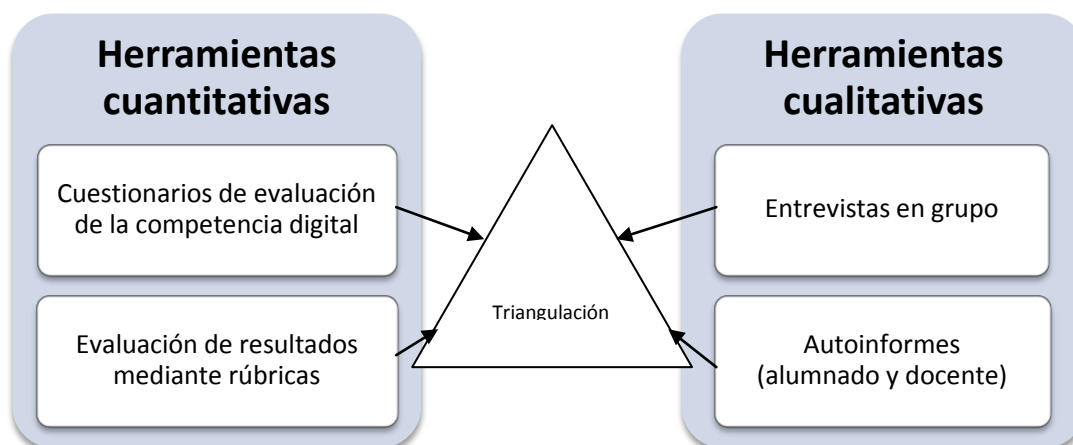 Herramientas
cuantitativas
Cuestionarios de evaluación
de la competencia digital
Evaluación de resultados
mediante rúbricas
Triangulación
Herramientas
cualitativas
Entrevistas en grupo
Autoinformes
(alumnado y docente)